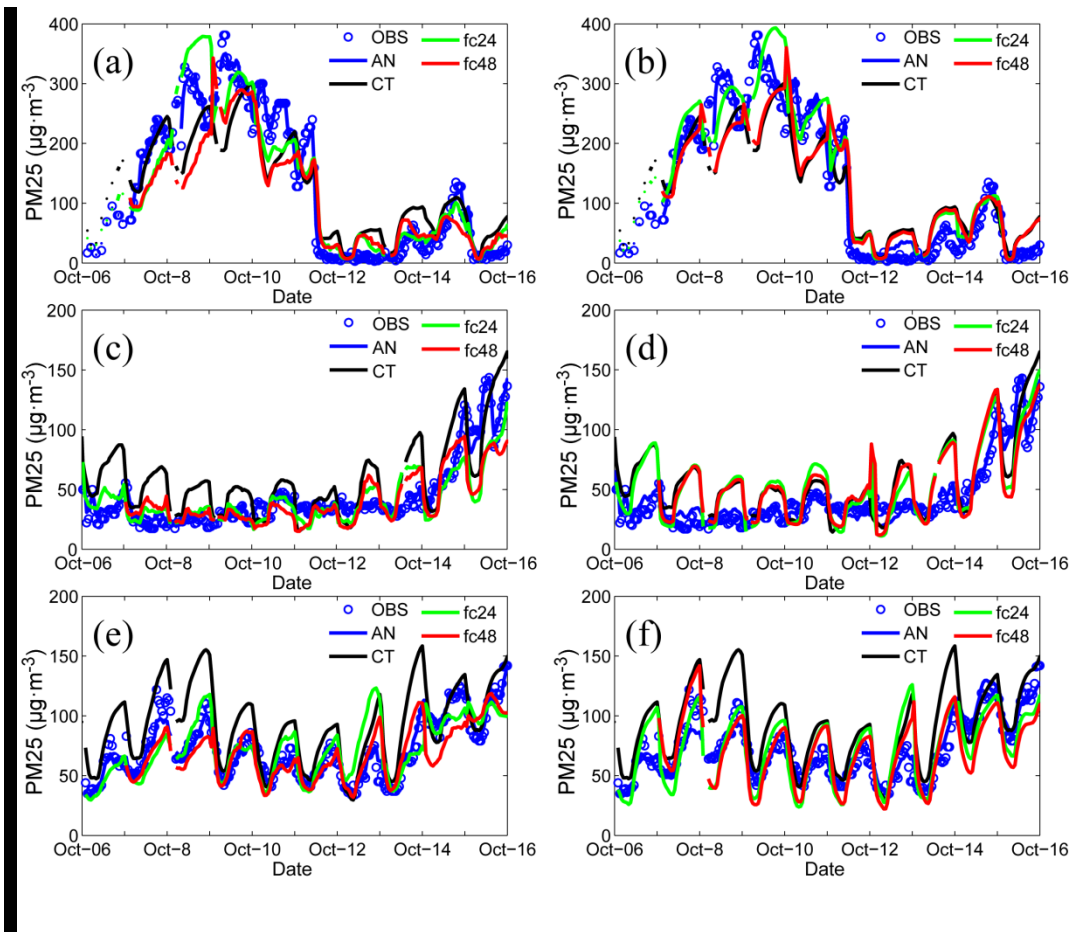 (a)
OBS
AN
CT
fc24
fc48
PM25 (µg·m⁻³)
400
300
200
100
0
Oct−06
Oct−8
Oct−10
Oct−12
Oct−14
Oct−16
Date
(b)
OBS
AN
CT
fc24
fc48
PM25 (µg·m⁻³)
400
300
200
100
0
Oct−06
Oct−8
Oct−10
Oct−12
Oct−14
Oct−16
Date
(c)
OBS
AN
CT
fc24
fc48
PM25 (µg·m⁻³)
200
150
100
50
0
Oct−06
Oct−8
Oct−10
Oct−12
Oct−14
Oct−16
Date
(d)
OBS
AN
CT
fc24
fc48
PM25 (µg·m⁻³)
200
150
100
50
0
Oct−06
Oct−8
Oct−10
Oct−12
Oct−14
Oct−16
Date
(e)
OBS
AN
CT
fc24
fc48
PM25 (µg·m⁻³)
200
150
100
50
0
Oct−06
Oct−8
Oct−10
Oct−12
Oct−14
Oct−16
Date
(f)
OBS
AN
CT
fc24
fc48
PM25 (µg·m⁻³)
200
150
100
50
0
Oct−06
Oct−8
Oct−10
Oct−12
Oct−14
Oct−16
Date